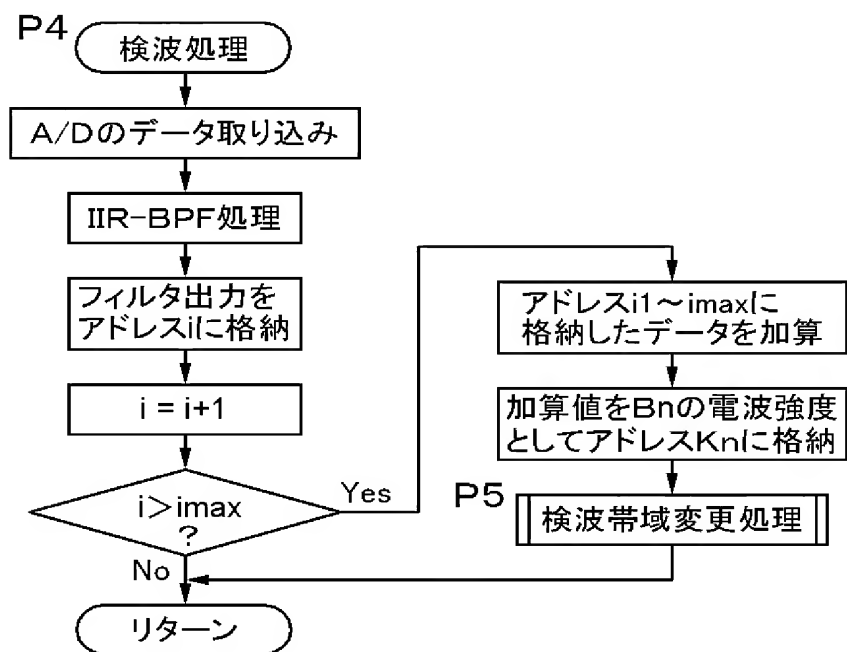 P4
検波処理
A/Dのデータ取り込み
IIR-BPF処理
フィルタ出力を
アドレスiに格納
i = i+1
i>imax
?
Yes
No
アドレスi1~imaxに
格納したデータを加算
加算値をBnの電波強度
としてアドレスKnに格納
P5
検波帯域変更処理
リターン